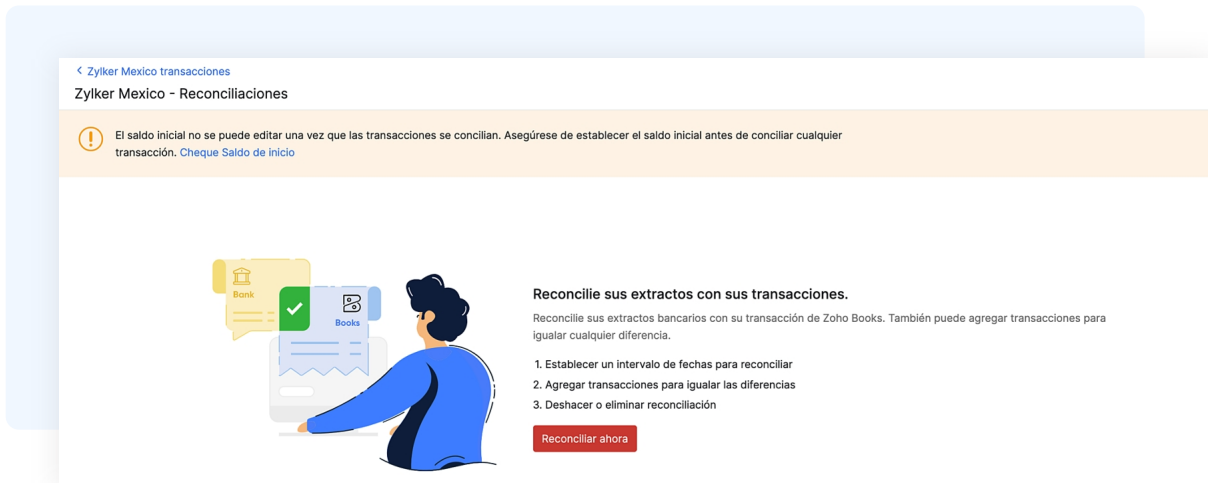 Zylker Mexico transacciones
Zylker Mexico - Reconciliaciones
El saldo inicial no se puede editar una vez que las transacciones se concilian. Asegúrese de establecer el saldo inicial antes de conciliar cualquier
transacción. Cheque Saldo de inicio
Bank
Books
Reconcilie sus extractos con sus transacciones.
Reconcilie sus extractos bancarios con su transacción de Zoho Books. También puede agregar transacciones para
igualar cualquier diferencia.
1. Establecer un intervalo de fechas para reconciliar
2. Agregar transacciones para igualar las diferencias
3. Deshacer o eliminar reconciliación
Reconciliar ahora